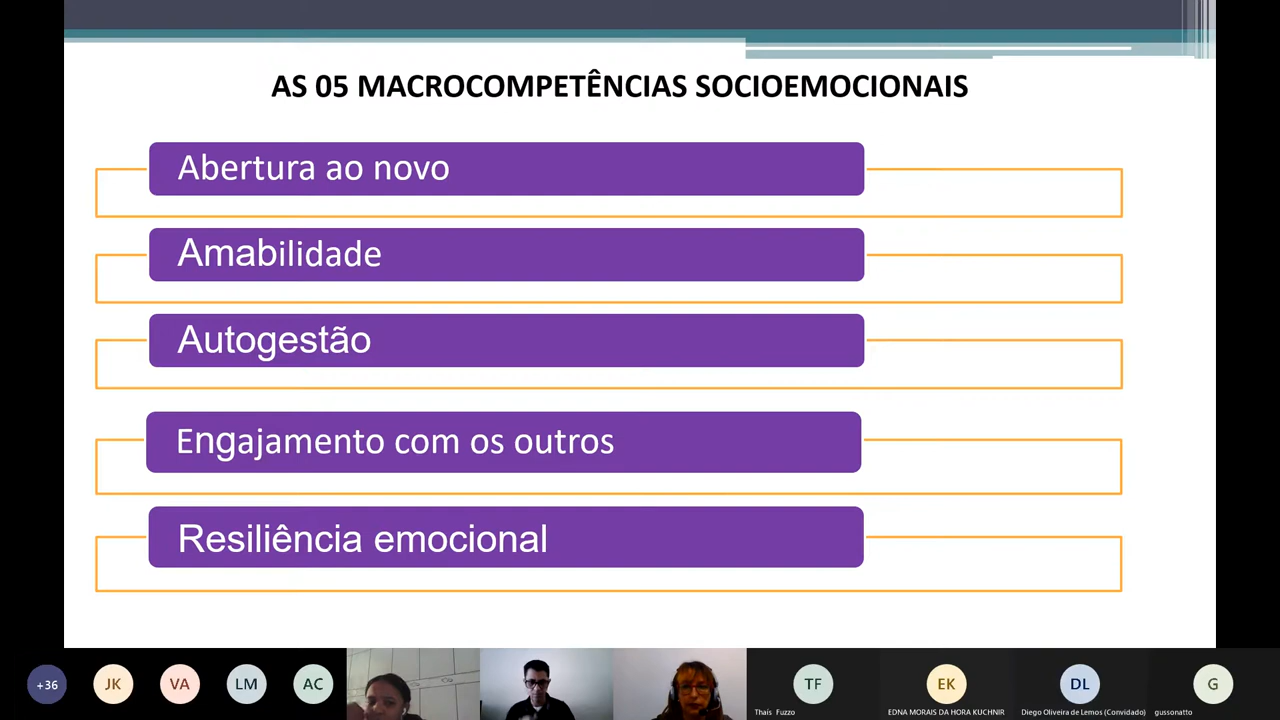 AS 05 MACROCOMPETÊNCIAS SOCIOEMOCIONAIS
Abertura ao novo
Amabilidade
Autogestão
Engajamento com os outros
Resiliência emocional
+36
JK
VA
LM
AC
TF
EK
DL
G
Thaís Fuzzo
EDNA MORAIS DA HORA KUCHNIR
Diego Oliveira de Lemos (Convidado)
gussonatto